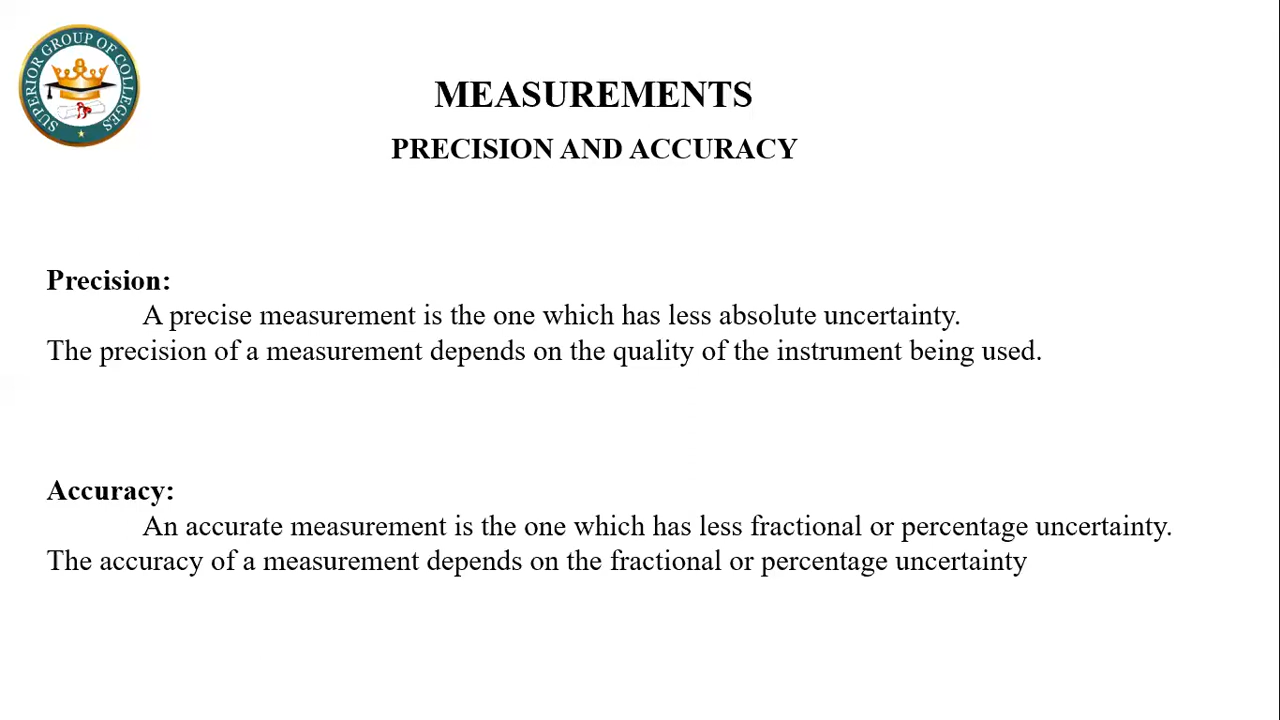 SUPERIOR GROUP OF COLLEGES
MEASUREMENTS
PRECISION AND ACCURACY
Precision:
A precise measurement is the one which has less absolute uncertainty.
The precision of a measurement depends on the quality of the instrument being used.
Accuracy:
An accurate measurement is the one which has less fractional or percentage uncertainty.
The accuracy of a measurement depends on the fractional or percentage uncertainty